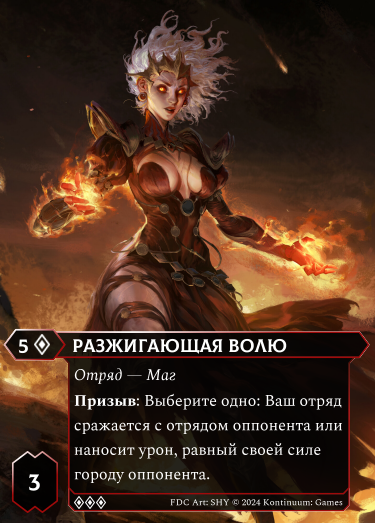 5 РАЗЖИГАЮЩАЯ ВОЛЮ
Отряд — Маг
Призыв: Выберите одно: Ваш отряд
сражается с отрядом оппонента или
наносит урон, равный своей силе
городу оппонента.
3
FDC Art: SHY © 2024 Kontinuum: Games